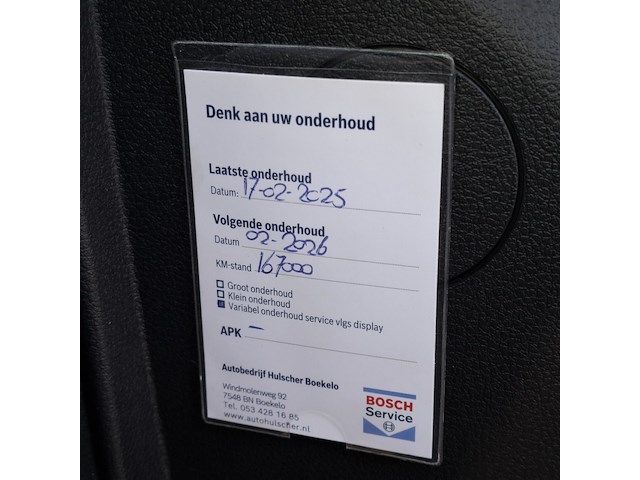 Denk aan uw onderhoud
Laatste onderhoud
Datum: 17-02-2025
Volgende onderhoud
Datum 02-2026
KM-stand 167000
Groot onderhoud
Klein onderhoud
Variabel onderhoud service vlgs display
APK –
Autobedrijf Hulscher Boekelo
Windmolenweg 92
7548 BN Boekelo
Tel. 053 428 16 85
www.autohulscher.nl
BOSCH
Service